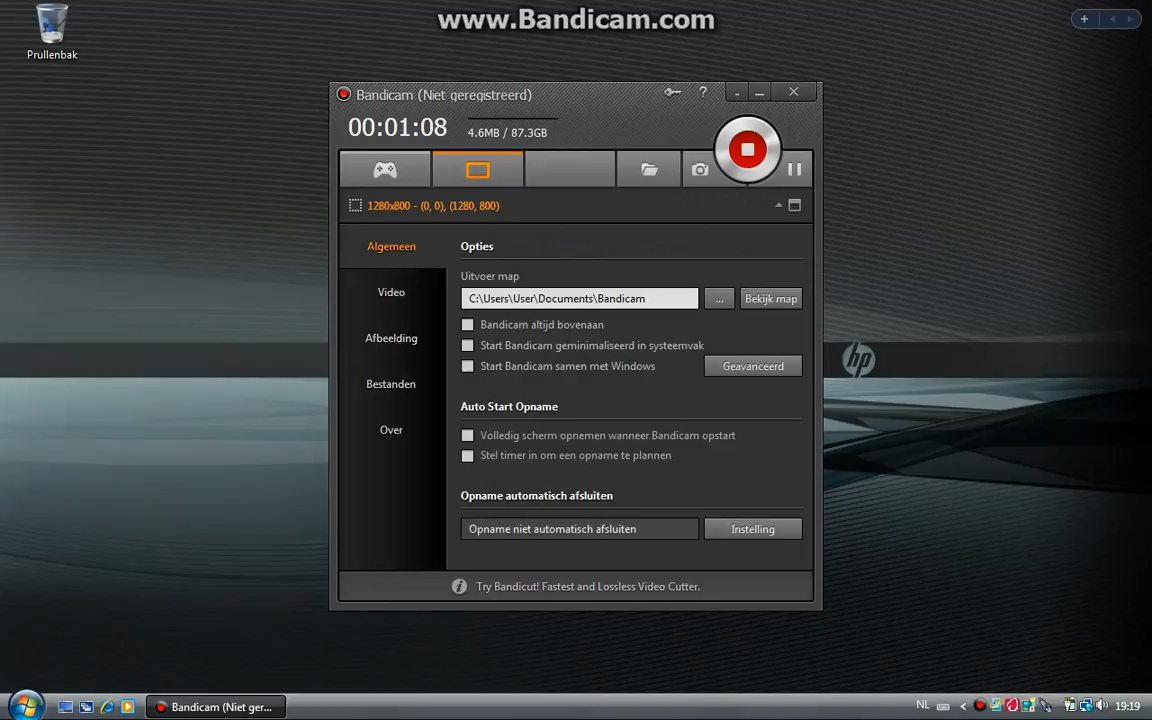 www.Bandicam.com
Prullenbak
Bandicam (Niet geregistreerd)
?
00:01:08
4.6MB / 87.3GB
1280x800 - (0, 0), (1280, 800)
Algemeen
Video
Afbeelding
Bestanden
Over
Opties
Uitvoer map
C:\Users\User\Documents\Bandicam
...
Bekijk map
Bandicam altijd bovenaan
Start Bandicam geminimaliseerd in systeemvak
Start Bandicam samen met Windows
Geavanceerd
Auto Start Opname
Volledig scherm opnemen wanneer Bandicam opstart
Stel timer in om een opname te plannen
Opname automatisch afsluiten
Opname niet automatisch afsluiten
Instelling
Try Bandicut! Fastest and Lossless Video Cutter.
hp
Bandicam (Niet ger...
NL
19:19